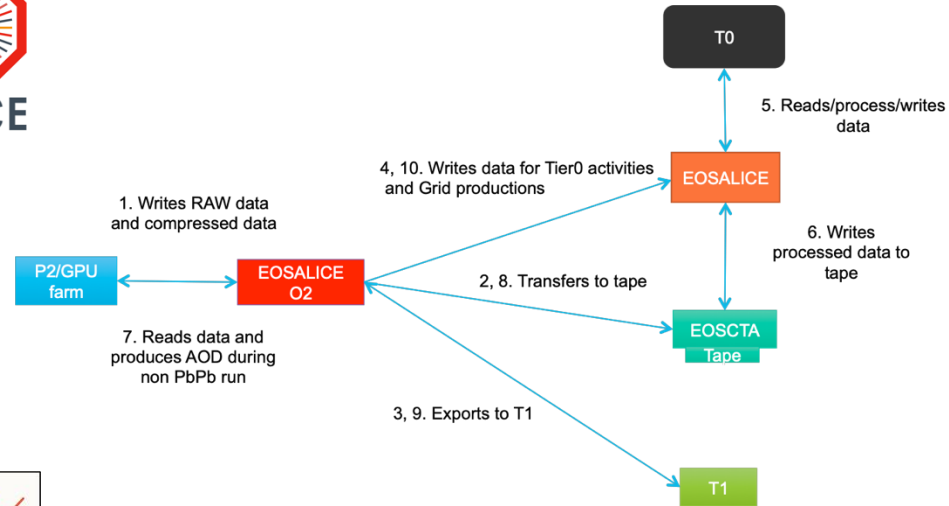 CE
T0
5. Reads/process/writes
data
4, 10. Writes data for Tier0 activities
and Grid productions
EOSALICE
1. Writes RAW data
and compressed data
6. Writes
processed data to
tape
P2/GPU
farm
EOSALICE
O2
2, 8. Transfers to tape
EOSCTA
Tape
7. Reads data and
produces AOD during
non PbPb run
3, 9. Exports to T1
T1